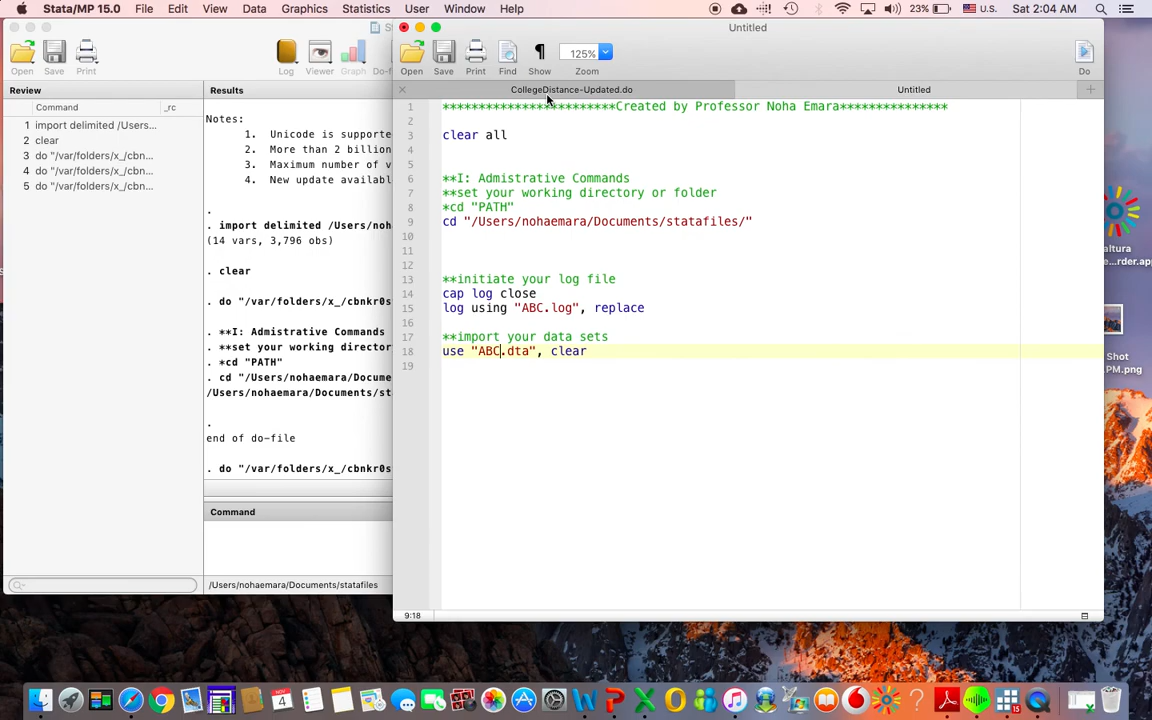 Stata/MP 15.0 File Edit View Data Graphics Statistics User Window Help 23% U.S. Sat 2:04 AM
Open Save Print Log Viewer Graph Do-f
Review
Command _rc
1 import delimited /Users...
2 clear
3 do "/var/folders/x_/cbn...
4 do "/var/folders/x_/cbn...
5 do "/var/folders/x_/cbn...
Results
Notes:
1. Unicode is supporte
2. More than 2 billion
3. Maximum number of v
4. New update availabl
.
. import delimited /Users/noh
(14 vars, 3,796 obs)
. clear
. do "/var/folders/x_/cbnkr0s
. **I: Admistrative Commands
. **set your working director
. *cd "PATH"
. cd "/Users/nohaemara/Docume
/Users/nohaemara/Documents/st
.
end of do-file
. do "/var/folders/x_/cbnkr0s
Command
/Users/nohaemara/Documents/statafiles
Untitled
Open Save Print Find Show 125% Zoom Do
CollegeDistance-Updated.do Untitled
1 ************************Created by Professor Noha Emara***************
2
3 clear all
4
5
6 **I: Admistrative Commands
7 **set your working directory or folder
8 *cd "PATH"
9 cd "/Users/nohaemara/Documents/statafiles/"
10
11
12
13 **initiate your log file
14 cap log close
15 log using "ABC.log", replace
16
17 **import your data sets
18 use "ABC.dta", clear
19
9:18
altura
e...rder.app
Shot
PM.png
NOV
4
15